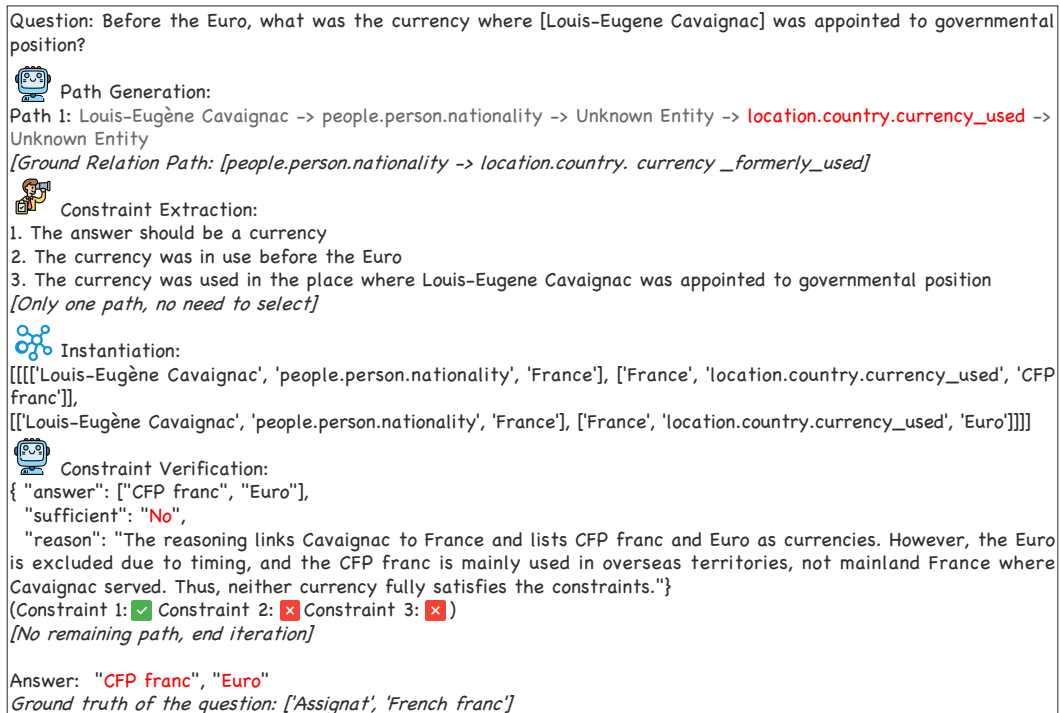 Question: Before the Euro, what was the currency where [Louis-Eugene Cavaignac] was appointed to governmental
position?
Path Generation:
Path 1: Louis-Eugène Cavaignac -> people.person.nationality -> Unknown Entity -> location.country.currency_used ->
Unknown Entity
[Ground Relation Path: [people.person.nationality -> location.country. currency _formerly_used]
Constraint Extraction:
1. The answer should be a currency
2. The currency was in use before the Euro
3. The currency was used in the place where Louis-Eugene Cavaignac was appointed to governmental position
[Only one path, no need to select]
Instantiation:
[[[['Louis-Eugène Cavaignac', 'people.person.nationality', 'France'], ['France', 'location.country.currency_used', 'CFP
franc']],
[['Louis-Eugène Cavaignac', 'people.person.nationality', 'France'], ['France', 'location.country.currency_used', 'Euro']]]]
Constraint Verification:
{ "answer": ["CFP franc", "Euro"],
"sufficient": "No",
"reason": "The reasoning links Cavaignac to France and lists CFP franc and Euro as currencies. However, the Euro
is excluded due to timing, and the CFP franc is mainly used in overseas territories, not mainland France where
Cavaignac served. Thus, neither currency fully satisfies the constraints."}
(Constraint 1: ✓ Constraint 2: × Constraint 3: × )
[No remaining path, end iteration]
Answer: "CFP franc", "Euro"
Ground truth of the question: ['Assignat', 'French franc']